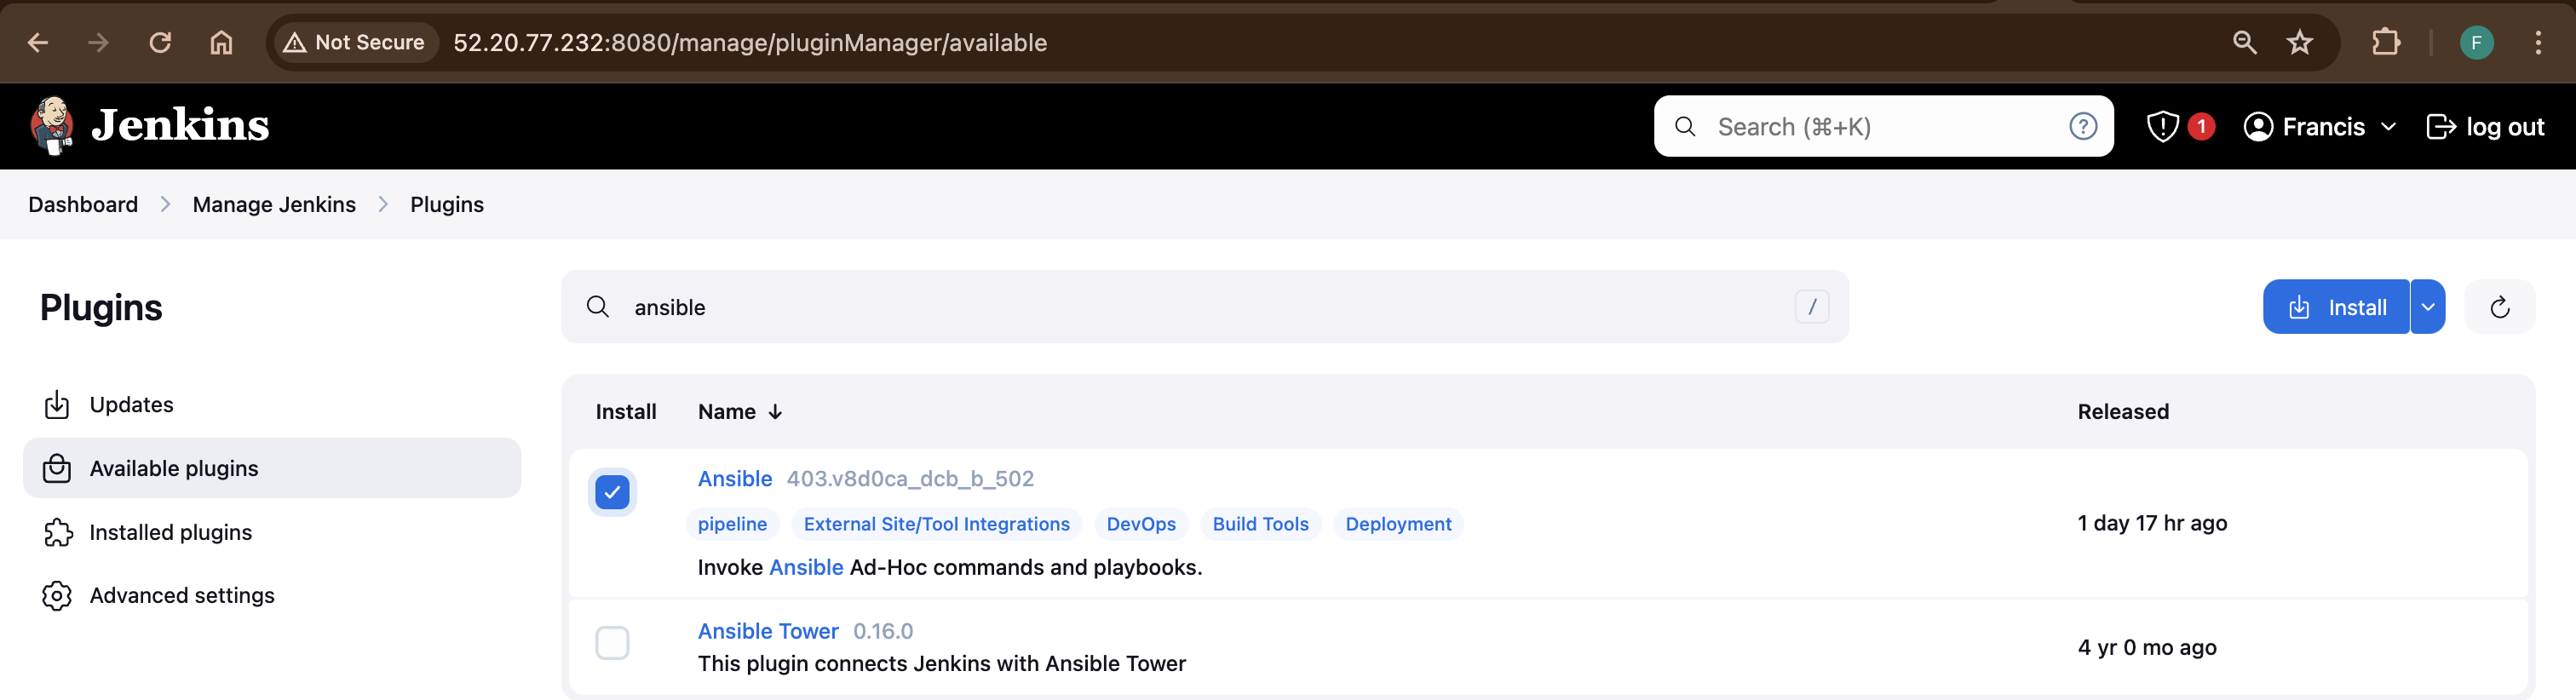 Not Secure 52.20.77.232:8080/manage/pluginManager/available F
Jenkins Search (⌘+K) ? 1 Francis log out
Dashboard Manage Jenkins Plugins
Plugins
Updates
Available plugins
Installed plugins
Advanced settings
ansible / Install
Install Name ↓ Released
Ansible 403.v8d0ca_dcb_b_502
pipeline External Site/Tool Integrations DevOps Build Tools Deployment
1 day 17 hr ago
Invoke Ansible Ad-Hoc commands and playbooks.
Ansible Tower 0.16.0
4 yr 0 mo ago
This plugin connects Jenkins with Ansible Tower